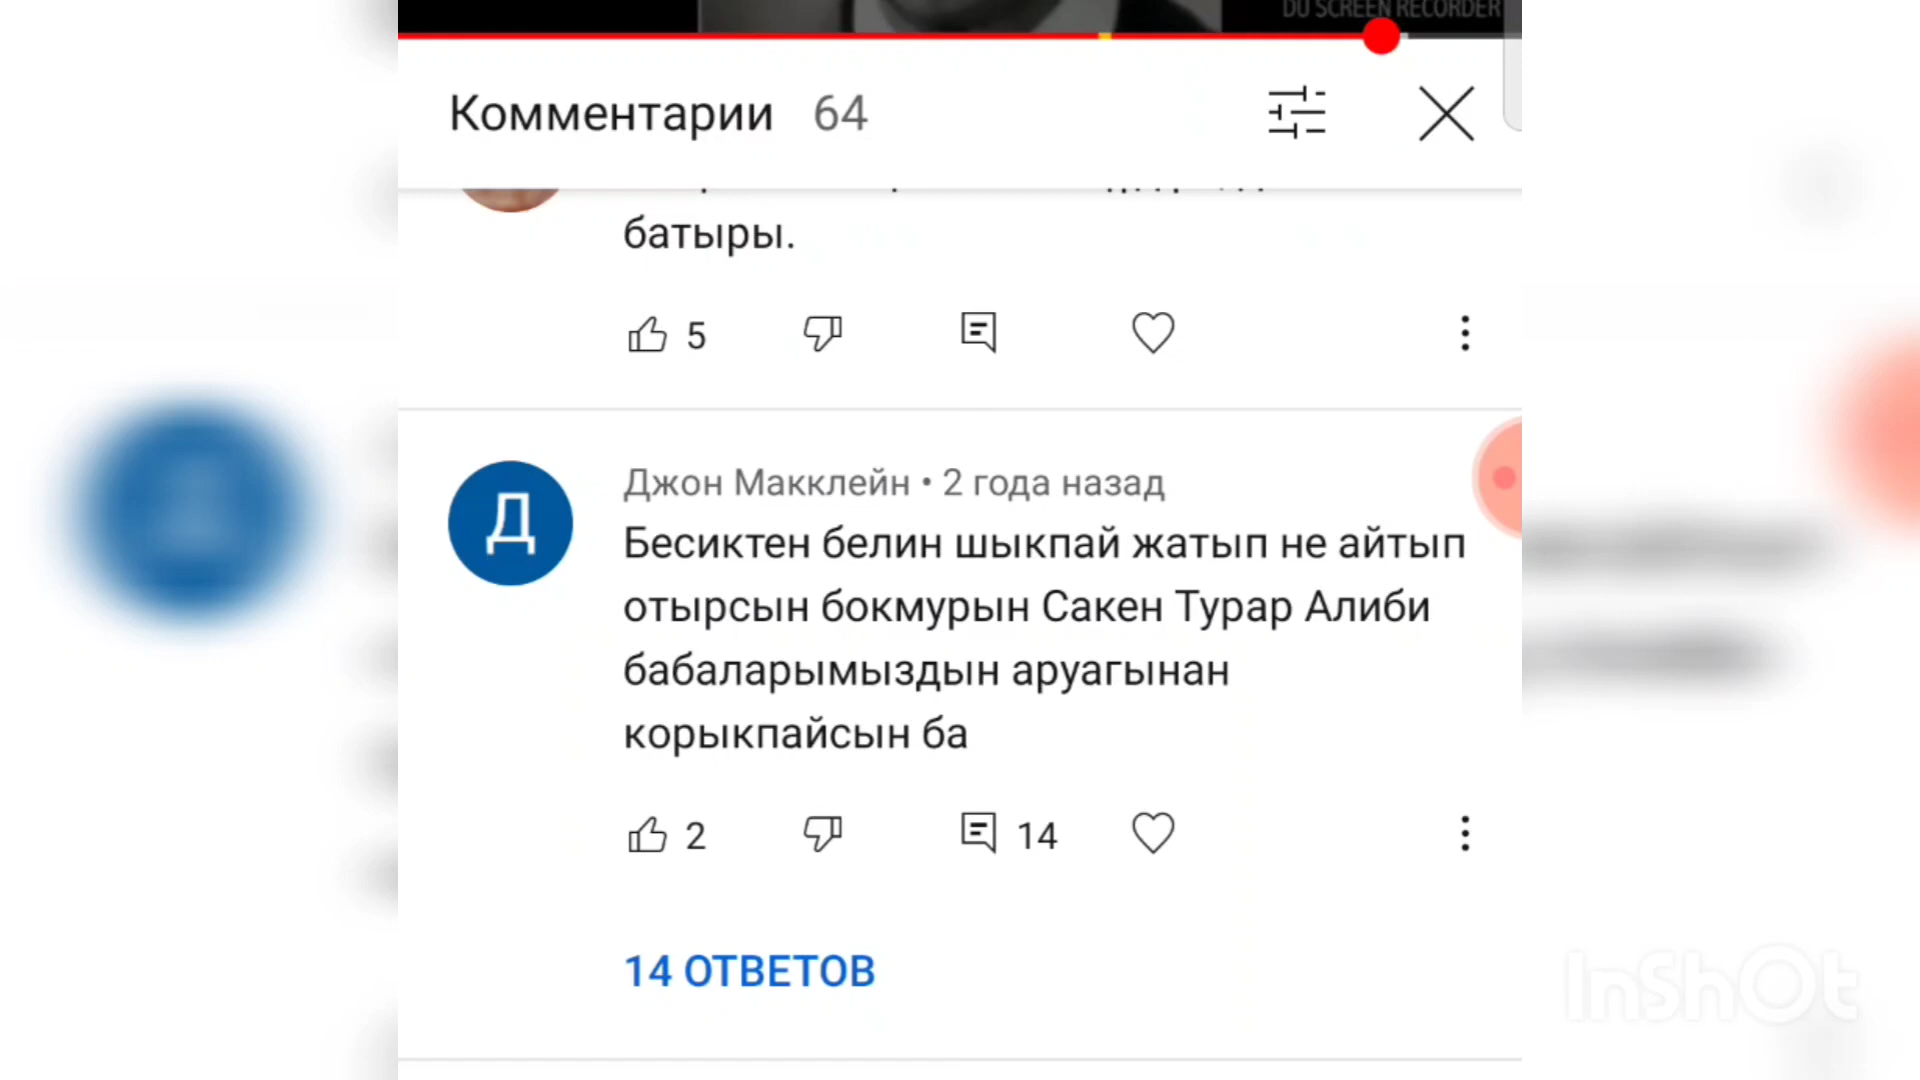 DU SCREEN RECORDER
Комментарии 64
батыры.
5
Д
Джон Макклейн • 2 года назад
Бесиктен белин шыкпай жатып не айтып
отырсын бокмурын Сакен Турар Алиби
бабаларымыздын аруагынан
корыкпайсын ба
2 14
14 ОТВЕТОВ
InShOt